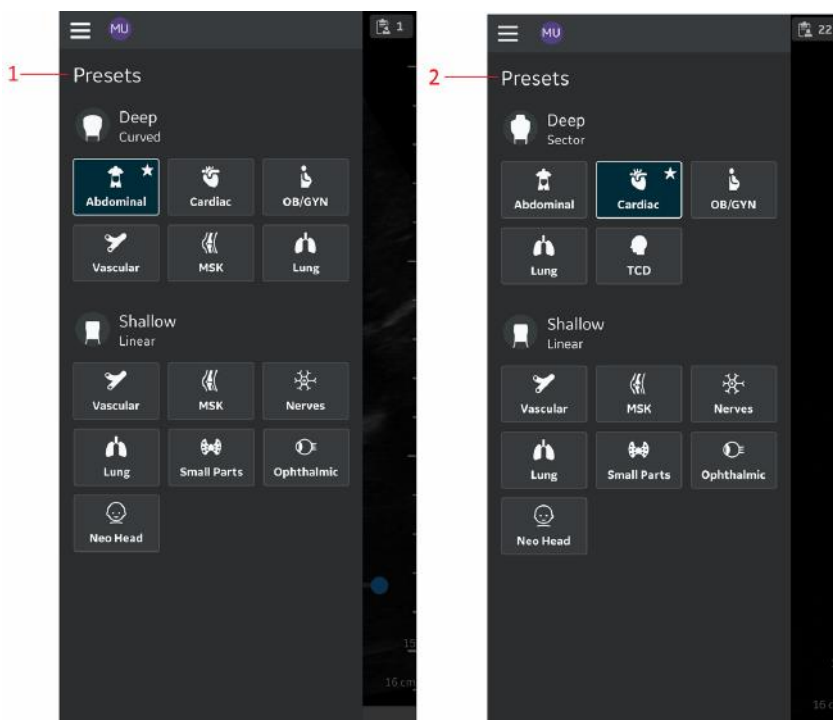 MU
1
1
Presets
Deep
Curved
Abdominal
Cardiac
OB/GYN
Vascular
MSK
Lung
Shallow
Linear
Vascular
MSK
Nerves
Lung
Small Parts
Ophthalmic
Neo Head
15
16 cm
MU
22
2
Presets
Deep
Sector
Abdominal
Cardiac
OB/GYN
Lung
TCD
Shallow
Linear
Vascular
MSK
Nerves
Lung
Small Parts
Ophthalmic
Neo Head
16 c